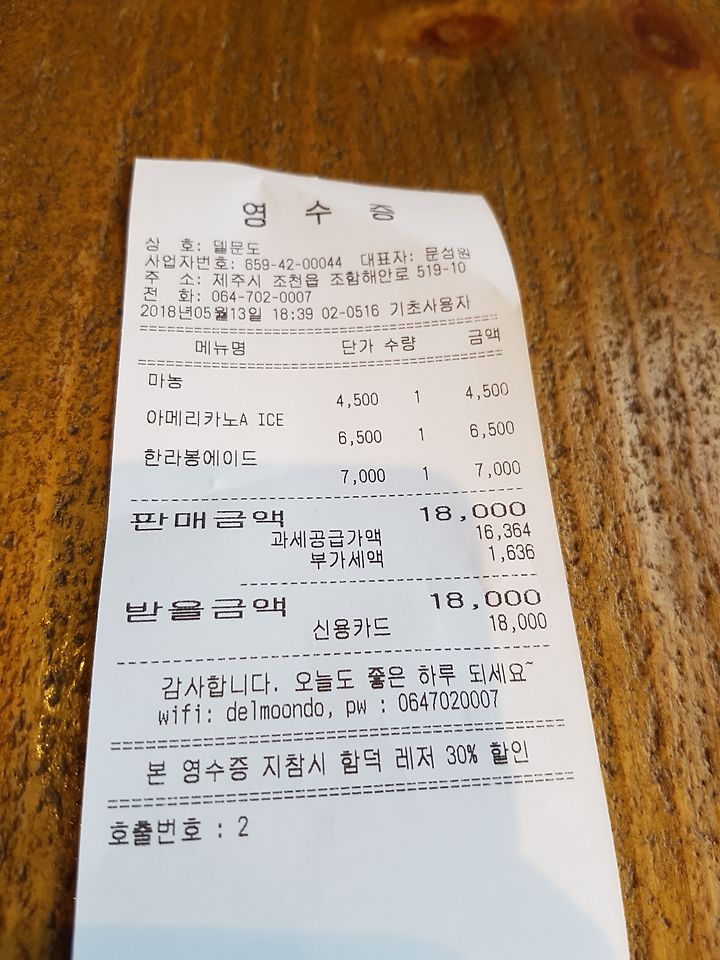 영 수 증
상 호: 델문도
사업자번호: 659-42-00044 대표자: 문성원
주 소: 제주시 조천읍 조함해안로 519-10
전 화: 064-702-0007
2018년05월13일 18:39 02-0516 기초사용자
메뉴명 단가 수량 금액
마농
4,500 1 4,500
아메리카노A ICE
6,500 1 6,500
한라봉에이드
7,000 1 7,000
판매금액 18,000
과세공급가액 16,364
부가세액 1,636
받을금액 18,000
신용카드 18,000
감사합니다. 오늘도 좋은 하루 되세요~
wifi: delmoondo, pw : 0647020007
본 영수증 지참시 함덕 레저 30% 할인
호출번호 : 2